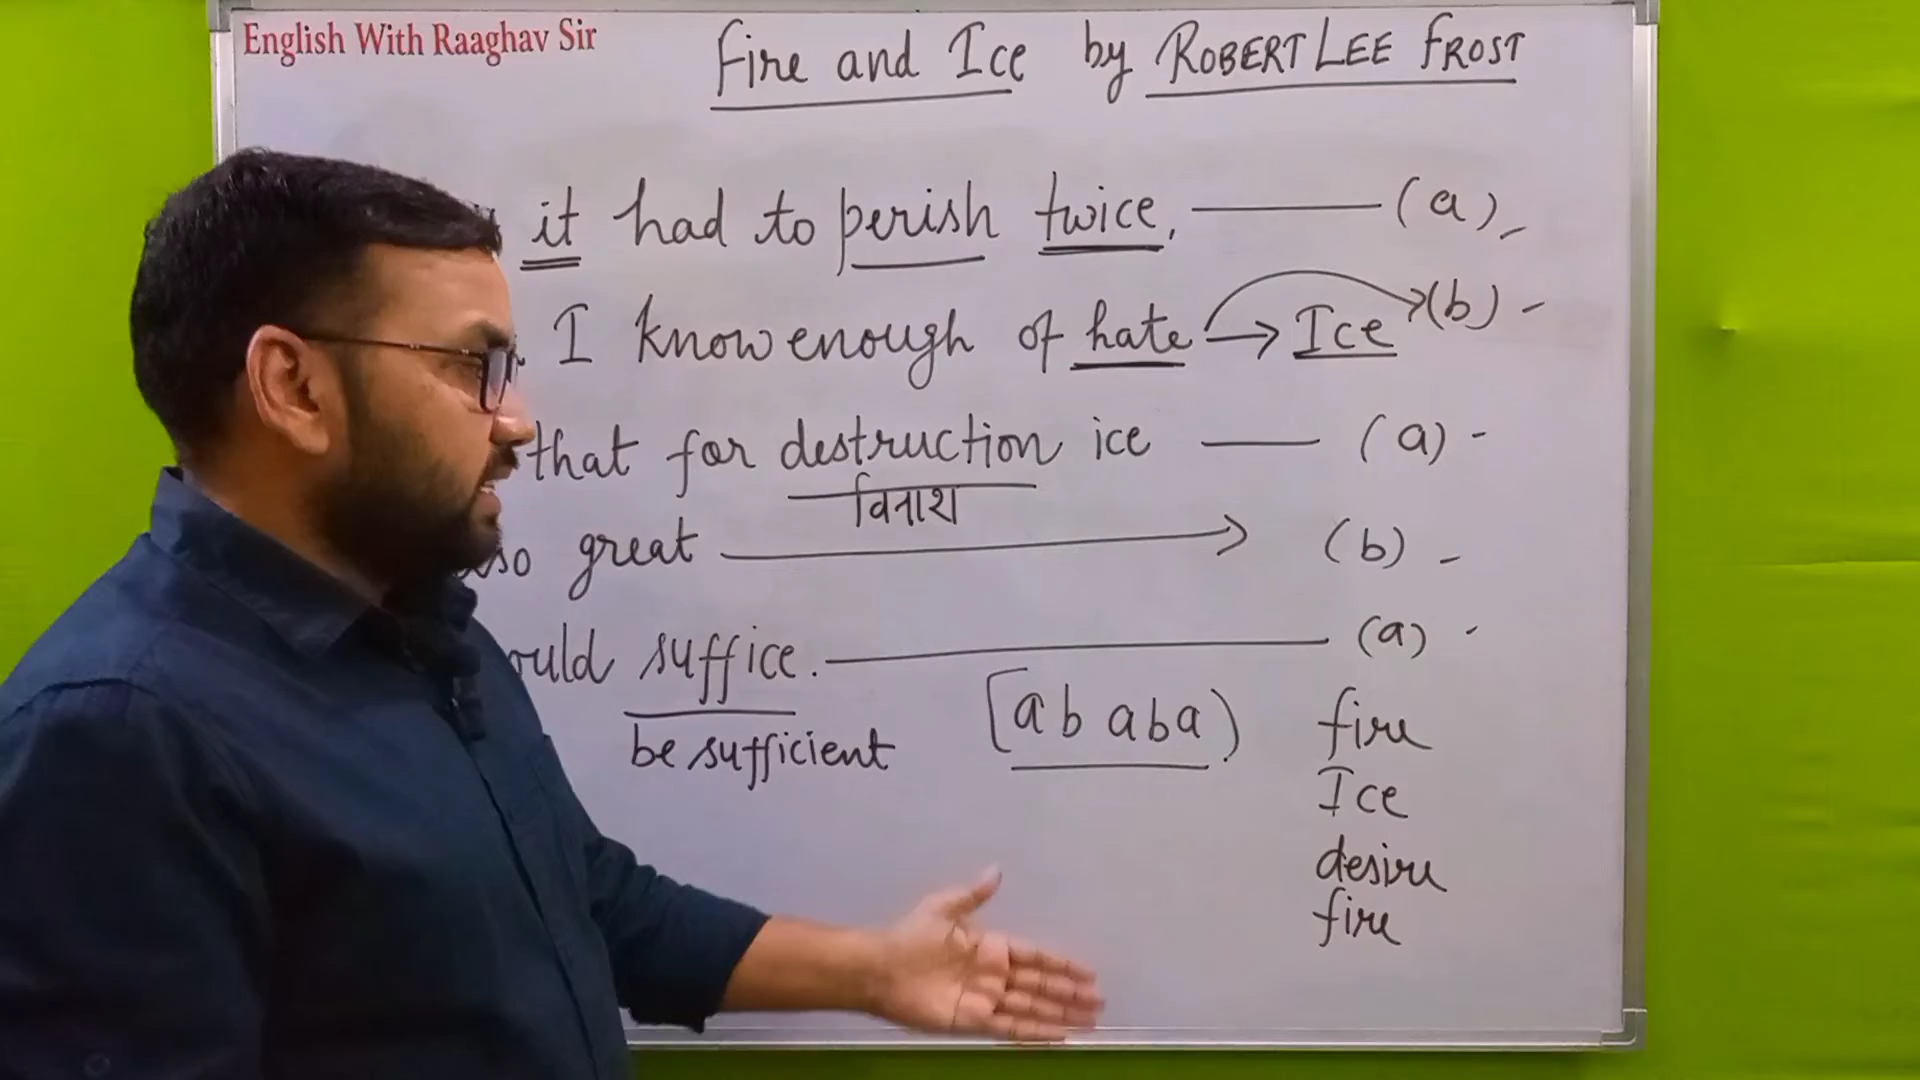 English With Raaghav Sir
Fire and Ice by ROBERT LEE FROST
it had to perish twice, (a)
I know enough of hate → Ice (b)
that for destruction ice (a)
विनाश
also great (b)
suffice. (a)
be sufficient
[ab aba)
fire
Ice
desire
fire